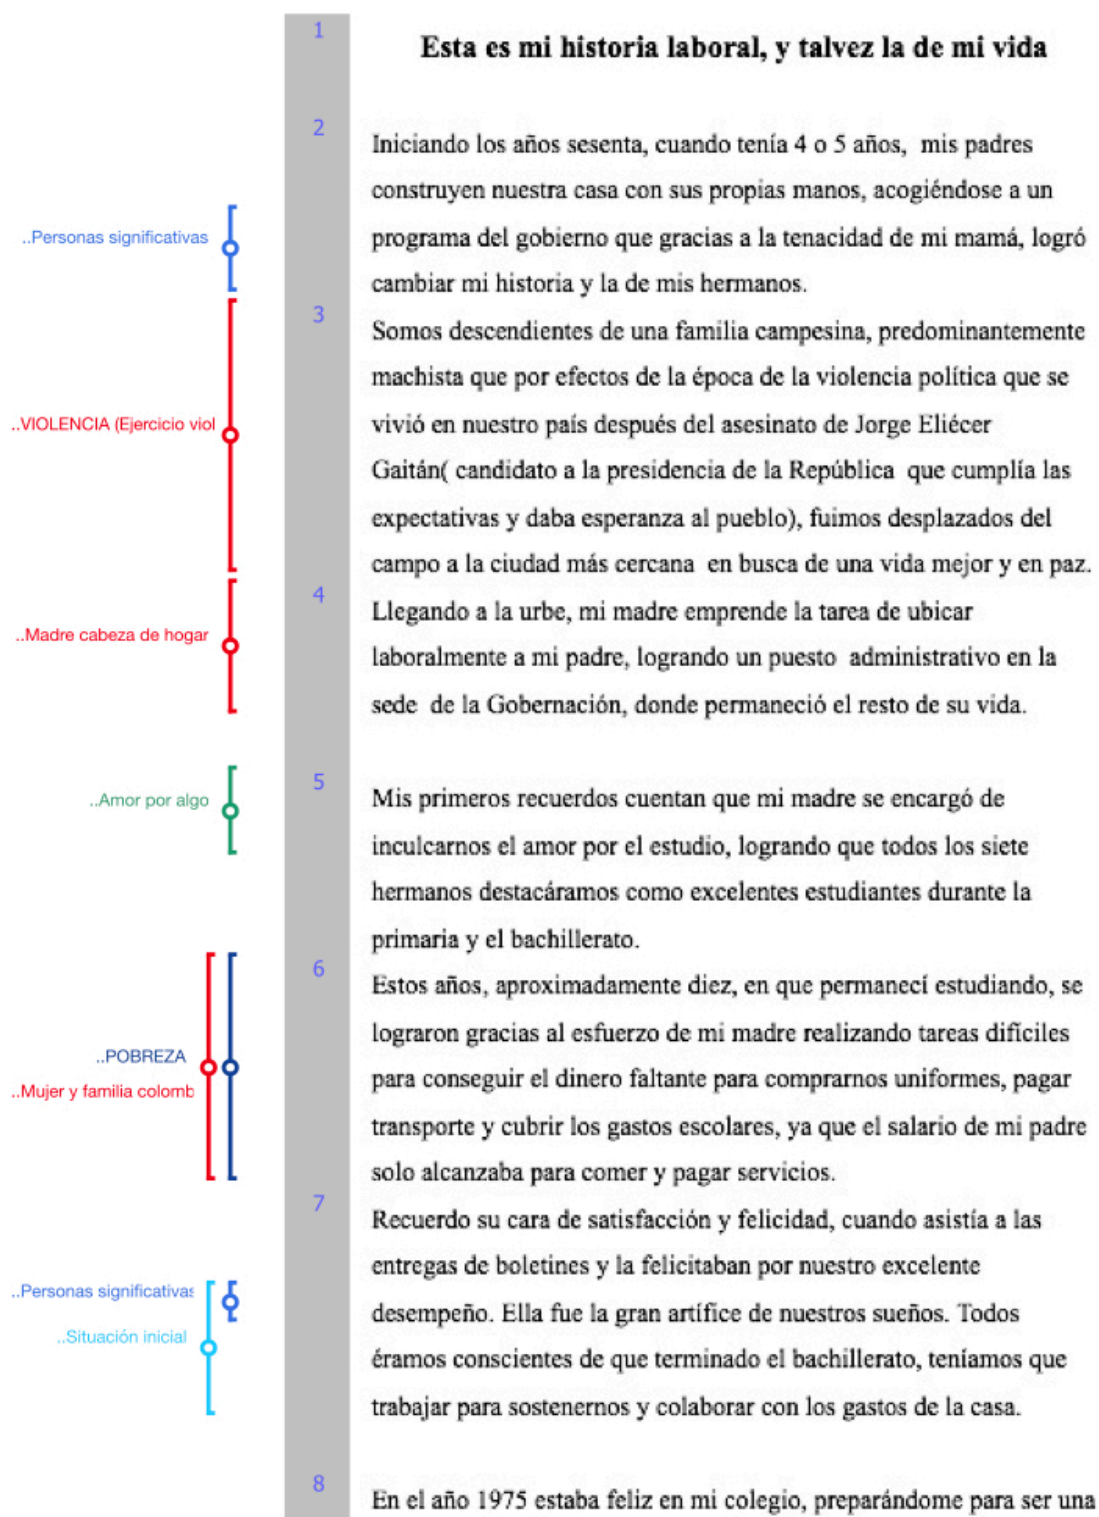 1
Esta es mi historia laboral, y talvez la de mi vida
2
Iniciando los años sesenta, cuando tenía 4 o 5 años, mis padres
construyen nuestra casa con sus propias manos, acogiéndose a un
..Personas significativas
programa del gobierno que gracias a la tenacidad de mi mamá, logró
cambiar mi historia y la de mis hermanos.
3
Somos descendientes de una familia campesina, predominantemente
machista que por efectos de la época de la violencia política que se
..VIOLENCIA (Ejercicio viol
vivió en nuestro país después del asesinato de Jorge Eliécer
Gaitán( candidato a la presidencia de la República que cumplía las
expectativas y daba esperanza al pueblo), fuimos desplazados del
campo a la ciudad más cercana en busca de una vida mejor y en paz.
4
Llegando a la urbe, mi madre emprende la tarea de ubicar
..Madre cabeza de hogar
laboralmente a mi padre, logrando un puesto administrativo en la
sede de la Gobernación, donde permaneció el resto de su vida.
5
..Amor por algo
Mis primeros recuerdos cuentan que mi madre se encargó de
inculcarnos el amor por el estudio, logrando que todos los siete
hermanos destacáramos como excelentes estudiantes durante la
primaria y el bachillerato.
6
Estos años, aproximadamente diez, en que permanecí estudiando, se
lograron gracias al esfuerzo de mi madre realizando tareas difíciles
..POBREZA
..Mujer y familia colomb
para conseguir el dinero faltante para comprarnos uniformes, pagar
transporte y cubrir los gastos escolares, ya que el salario de mi padre
solo alcanzaba para comer y pagar servicios.
7
Recuerdo su cara de satisfacción y felicidad, cuando asistía a las
entregas de boletines y la felicitaban por nuestro excelente
..Personas significativas
desempeño. Ella fue la gran artífice de nuestros sueños. Todos
..Situación inicial
éramos conscientes de que terminado el bachillerato, teníamos que
trabajar para sostenernos y colaborar con los gastos de la casa.
8
En el año 1975 estaba feliz en mi colegio, preparándome para ser una